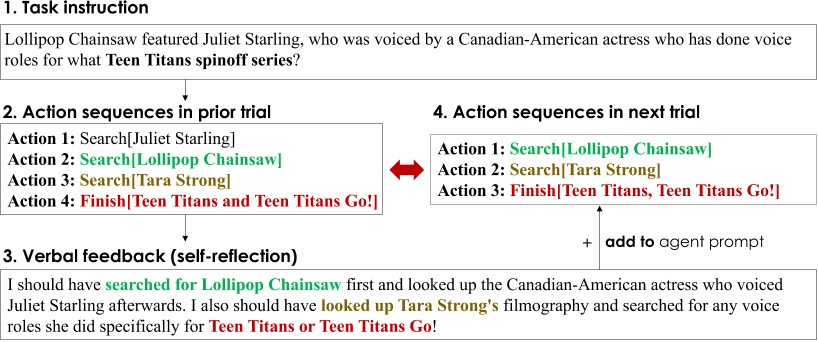 1. Task instruction
Lollipop Chainsaw featured Juliet Starling, who was voiced by a Canadian-American actress who has done voice
roles for what Teen Titans spinoff series?
2. Action sequences in prior trial
Action 1: Search[Juliet Starling]
Action 2: Search[Lollipop Chainsaw]
Action 3: Search[Tara Strong]
Action 4: Finish[Teen Titans and Teen Titans Go!]
4. Action sequences in next trial
Action 1: Search[Lollipop Chainsaw]
Action 2: Search[Tara Strong]
Action 3: Finish[Teen Titans, Teen Titans Go!]
3. Verbal feedback (self-reflection)
+ add to agent prompt
I should have searched for Lollipop Chainsaw first and looked up the Canadian-American actress who voiced
Juliet Starling afterwards. I also should have looked up Tara Strong's filmography and searched for any voice
roles she did specifically for Teen Titans or Teen Titans Go!